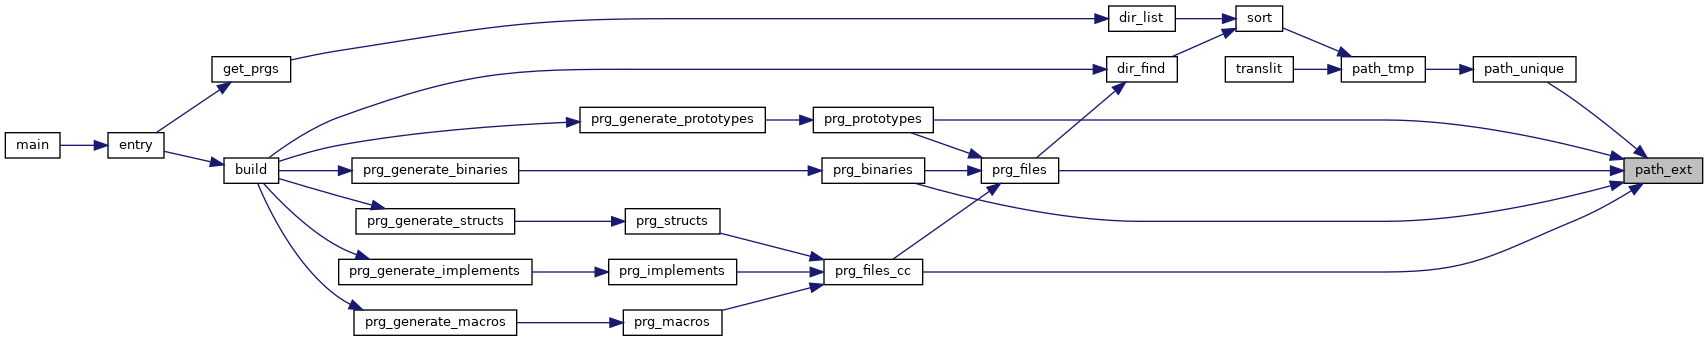 dir_list
sort
get_prgs
dir_find
translit
path_tmp
path_unique
prg_generate_prototypes
prg_prototypes
main
entry
build
prg_generate_binaries
prg_binaries
prg_files
path_ext
prg_generate_structs
prg_structs
prg_generate_implements
prg_implements
prg_files_cc
prg_generate_macros
prg_macros